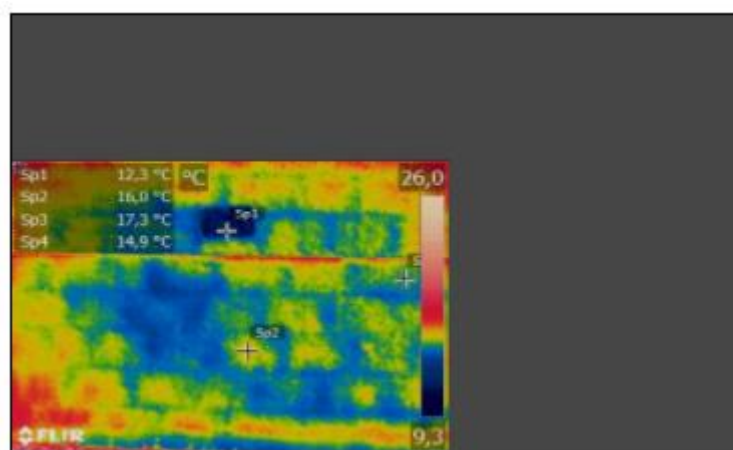 Sp1 12,3 °C
Sp2 16,0 °C
Sp3 17,3 °C
Sp4 14,9 °C
°C
26,0
Sp1
Sp2
9,3
FLIR